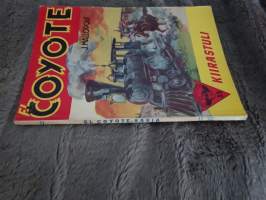 EL
COYOTE
J. MALLORQUI
KIIRASTULI
EL COYOTE-SARJA